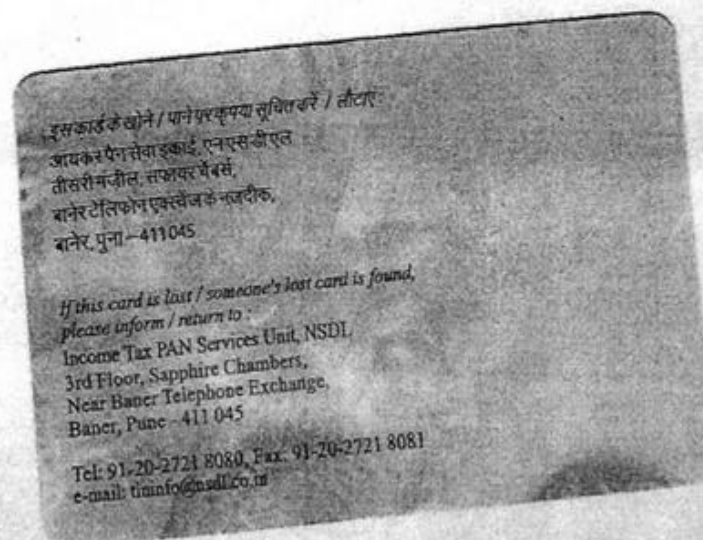 इस कार्ड के खोने / पाने पर कृपया सूचित करें / लौटाएं :
आयकर पैन सेवा इकाई, एनएसडीएल
तीसरी मंज़ील, सफायर चेंबर्स,
बानेर टेलिफोन एक्स्चेंज के नज़दीक,
बानेर, पुना – 411045
If this card is lost / someone's lost card is found,
please inform / return to :
Income Tax PAN Services Unit, NSDL
3rd Floor, Sapphire Chambers,
Near Baner Telephone Exchange,
Baner, Pune - 411 045
Tel: 91-20-2721 8080, Fax: 91-20-2721 8081
e-mail: tininfo@nsdl.co.in